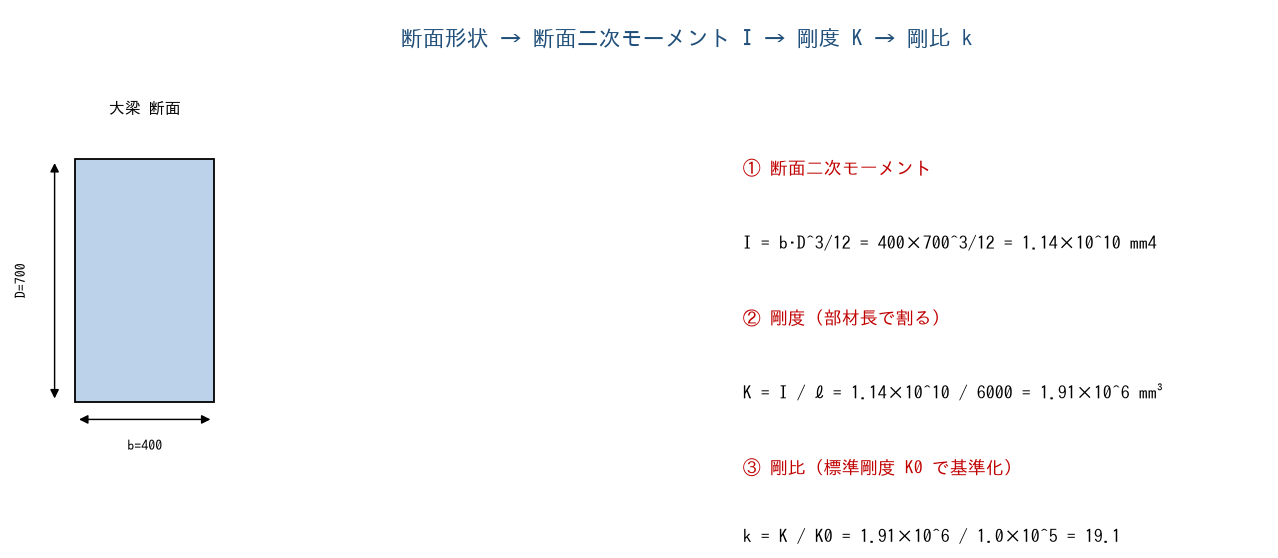 断面形状 → 断面二次モーメント I → 剛度 K → 剛比 k
大梁 断面
D=700
b=400
① 断面二次モーメント
I = b·D^3/12 = 400×700^3/12 = 1.14×10^10 mm4
② 剛度（部材長で割る）
K = I / ℓ = 1.14×10^10 / 6000 = 1.91×10^6 mm³
③ 剛比（標準剛度 K0 で基準化）
k = K / K0 = 1.91×10^6 / 1.0×10^5 = 19.1